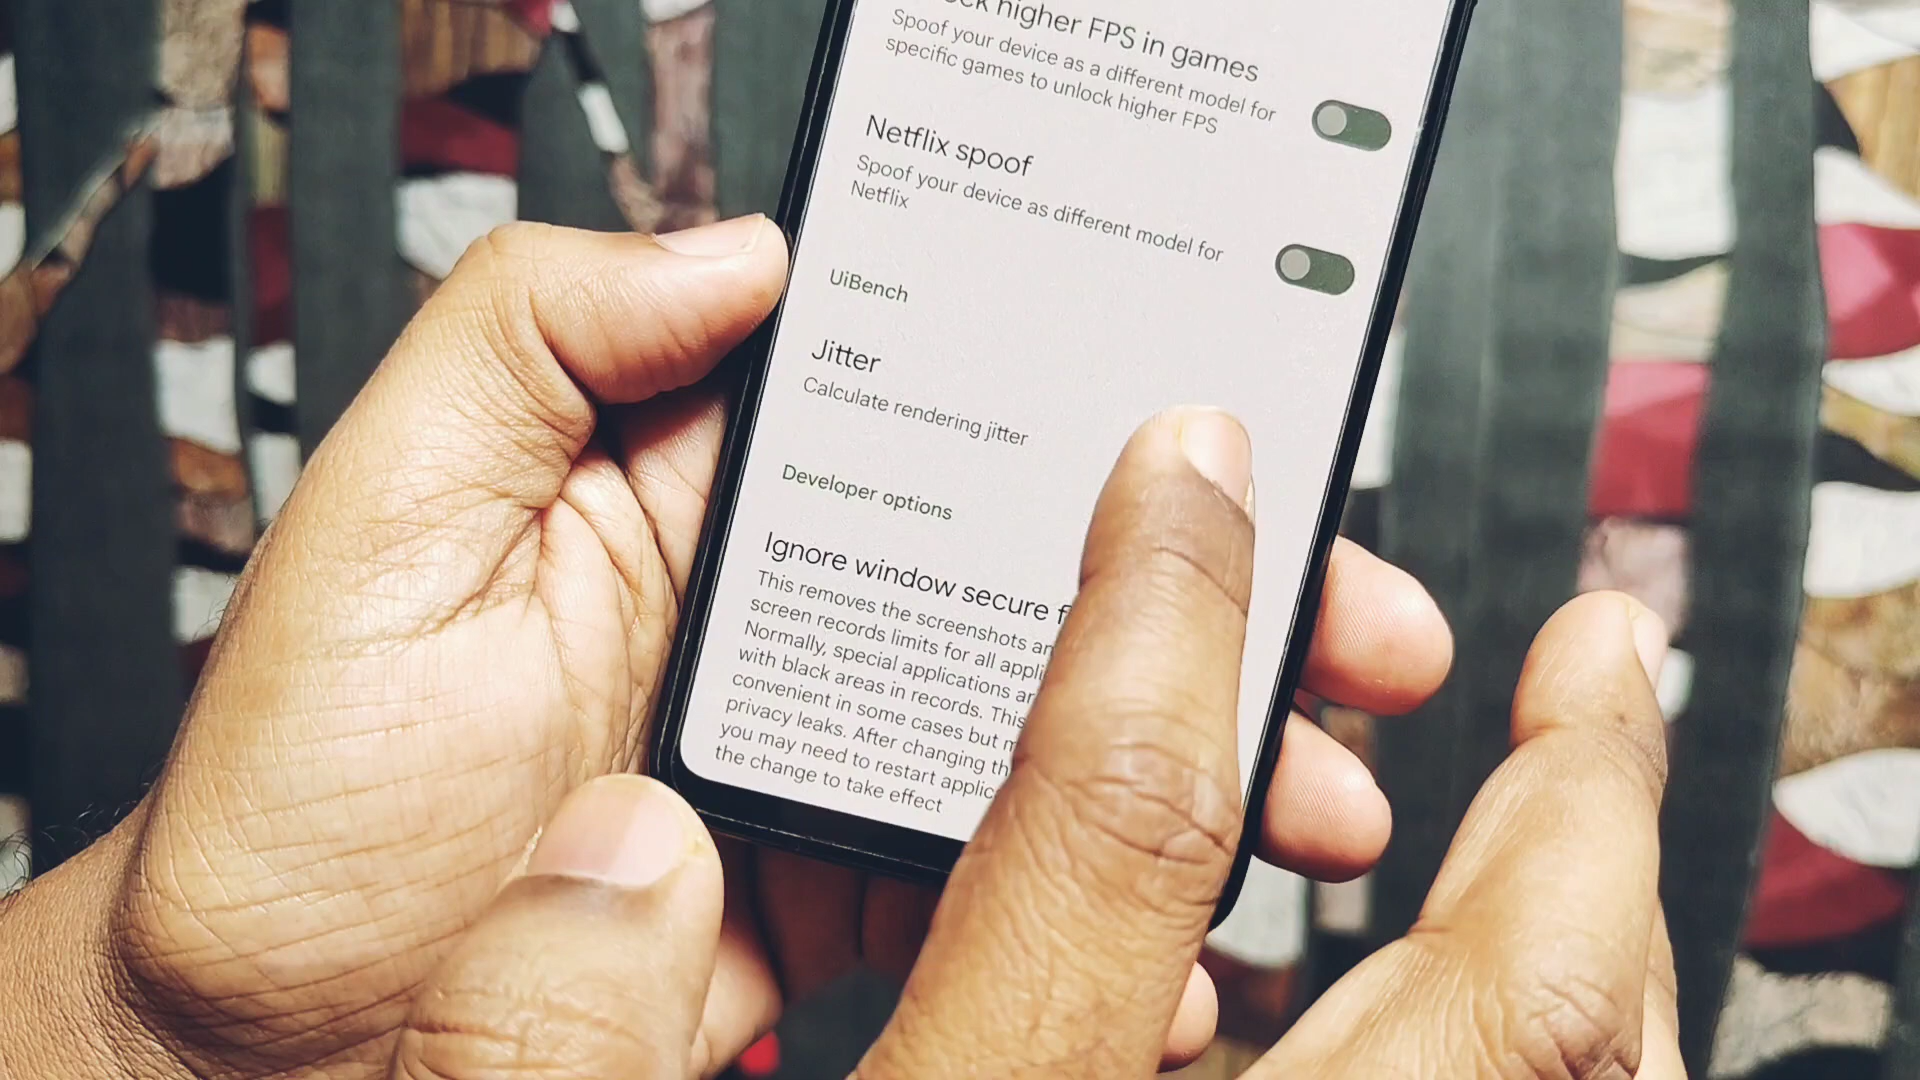 higher FPS in games
Spoof your device as a different model for
specific games to unlock higher FPS
Netflix spoof
Spoof your device as different model for
Netflix
UiBench
Jitter
Calculate rendering jitter
Developer options
Ignore window secure
This removes the screenshots
screen records limits for all
Normally, special applications
with black areas in records. This
convenient in some cases but
privacy leaks. After changing
you may need to restart
the change to take effect